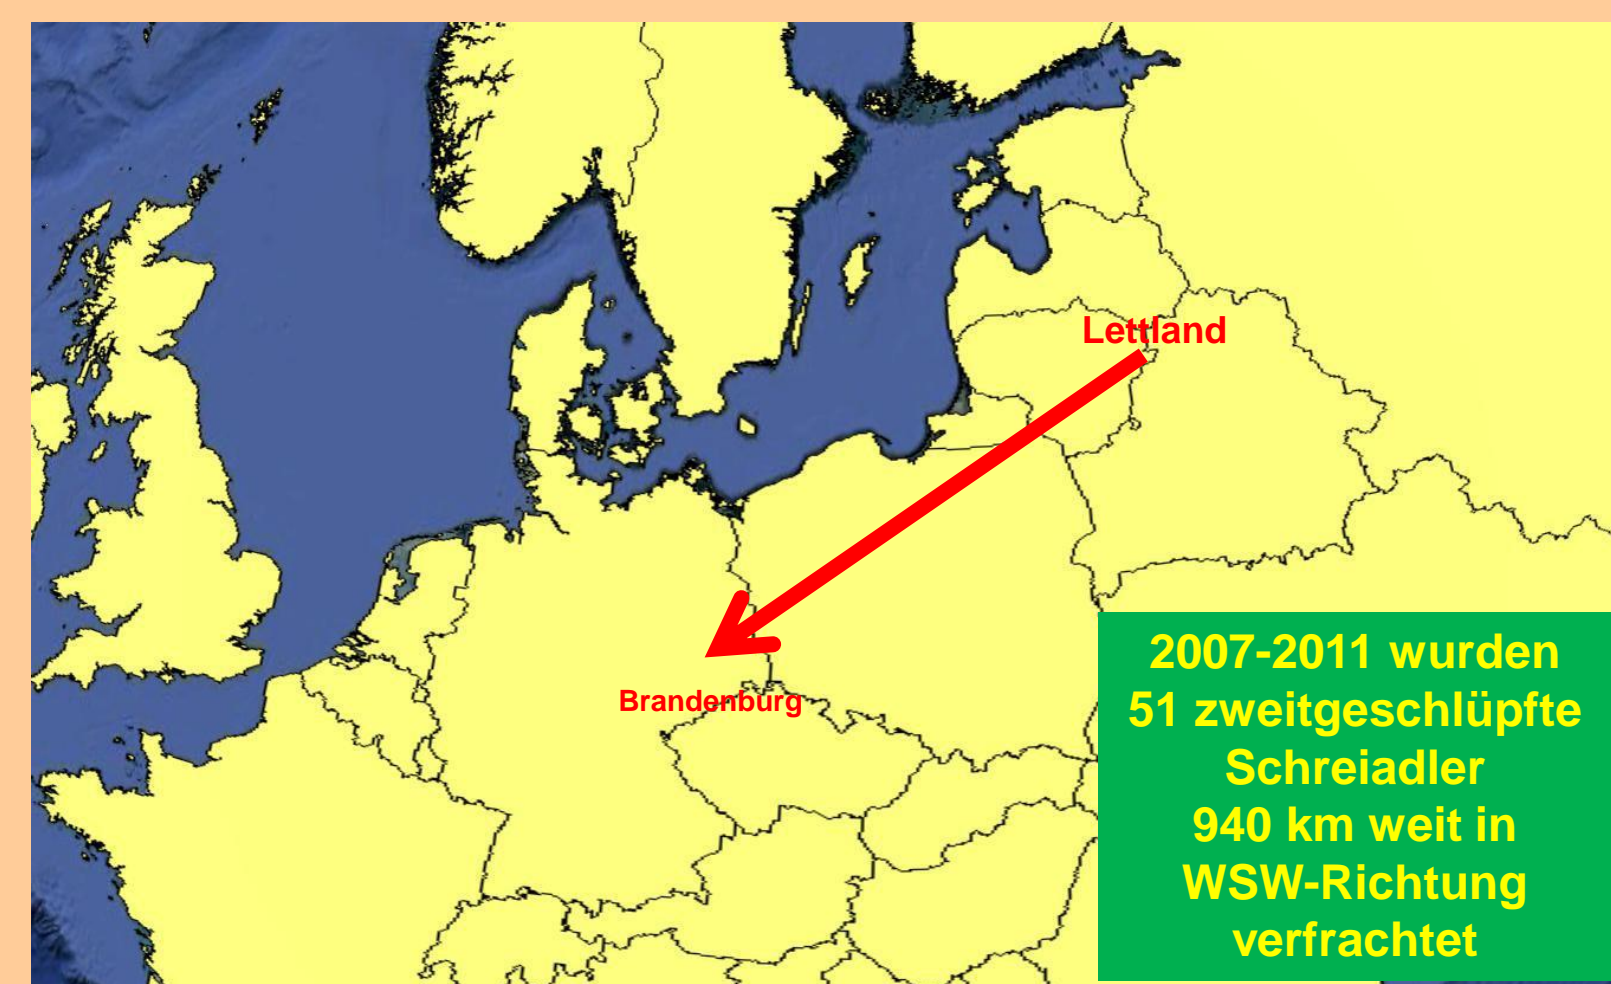 Lettland
Brandenburg
2007-2011 wurden
51 zweitgeschlüpfte
Schreiadler
940 km weit in
WSW-Richtung
verfrachtet